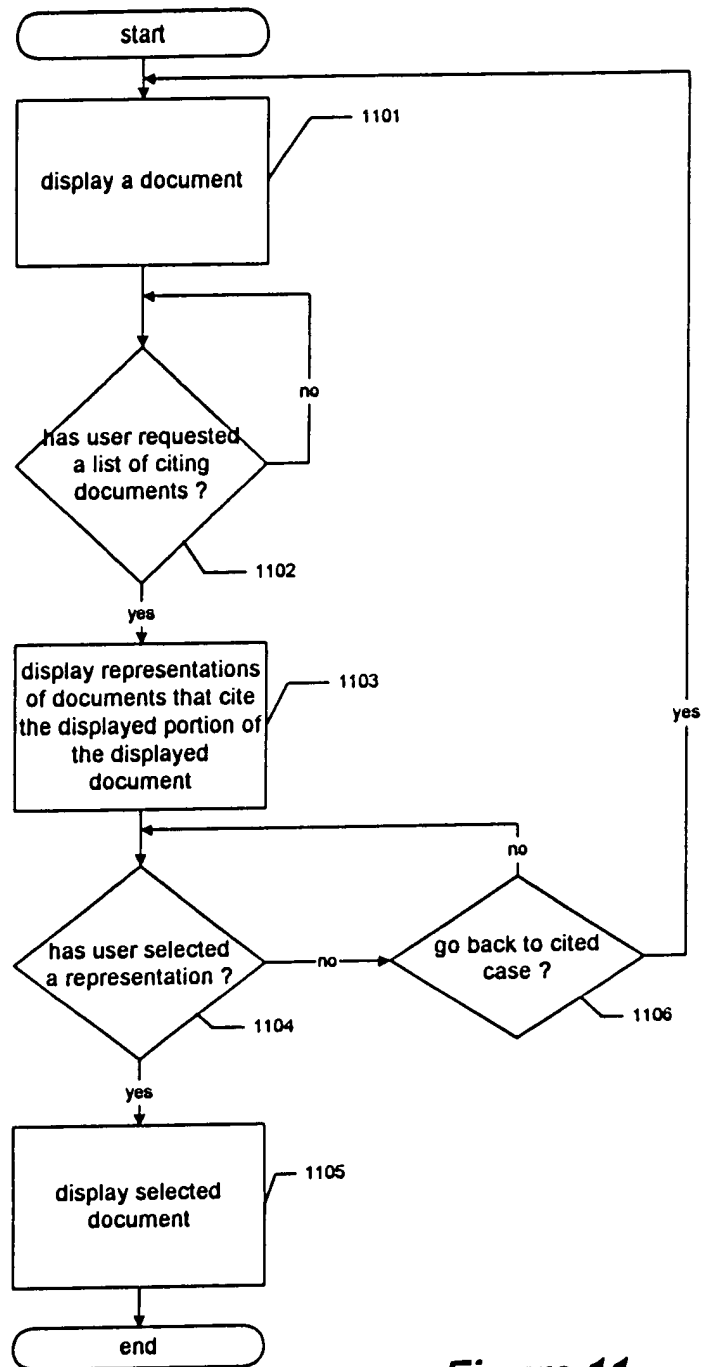 start
1101
display a document
no
has user requested
a list of citing
documents ?
1102
yes
display representations
of documents that cite
the displayed portion of
the displayed
document
1103
yes
no
has user selected
a representation ?
no
go back to cited
case ?
1104
1106
yes
display selected
document
1105
end
Figure 11